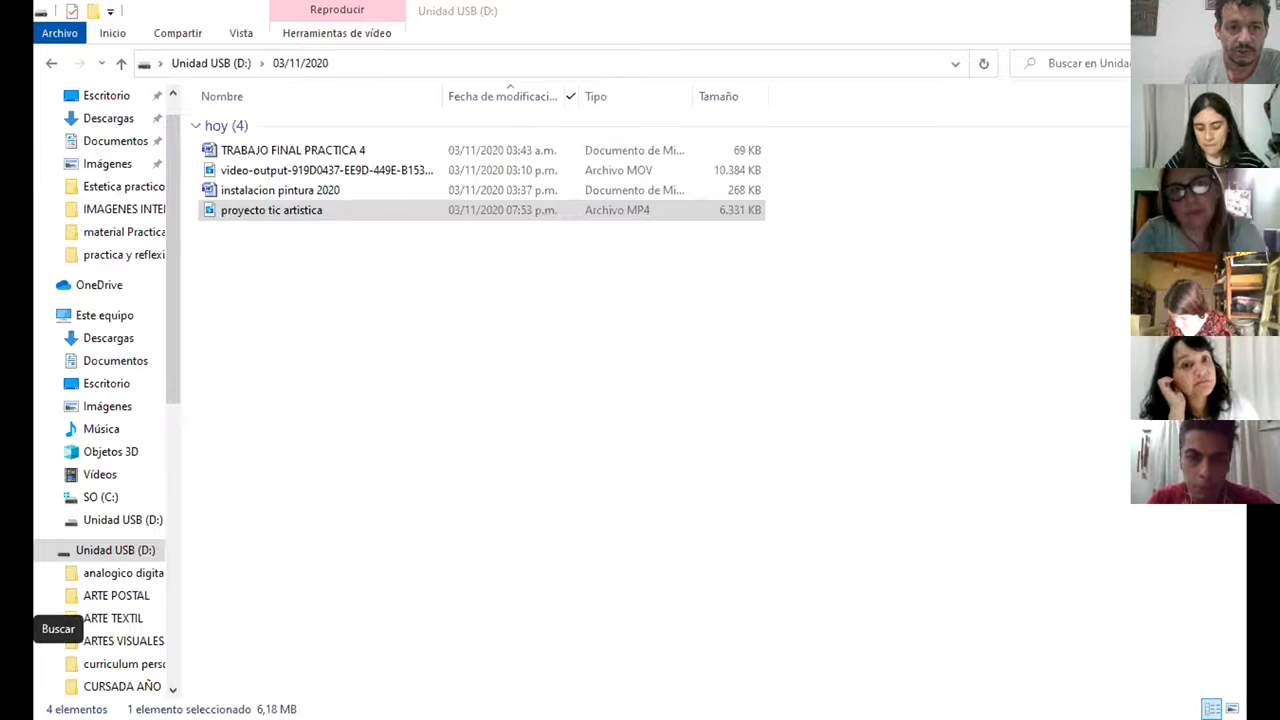 Reproducir
Unidad USB (D:)
Archivo
Inicio
Compartir
Vista
Herramientas de vídeo
Unidad USB (D:)
03/11/2020
Buscar en Unida
Nombre
Fecha de modificaci...
Tipo
Tamaño
hoy (4)
TRABAJO FINAL PRACTICA 4
03/11/2020 03:43 a.m.
Documento de Mi...
69 KB
video-output-919D0437-EE9D-449E-B153...
03/11/2020 03:10 p.m.
Archivo MOV
10.384 KB
instalacion pintura 2020
03/11/2020 03:37 p.m.
Documento de Mi...
268 KB
proyecto tic artistica
03/11/2020 07:53 p.m.
Archivo MP4
6.331 KB
Escritorio
Descargas
Documentos
Imágenes
Estetica practico
IMAGENES INTE
material Practica
practica y reflexi
OneDrive
Este equipo
Descargas
Documentos
Escritorio
Imágenes
Música
Objetos 3D
Vídeos
SO (C:)
Unidad USB (D:)
Unidad USB (D:)
analogico digita
ARTE POSTAL
ARTE TEXTIL
Buscar
ARTES VISUALES
curriculum perso
CURSADA AÑO
4 elementos
1 elemento seleccionado 6,18 MB